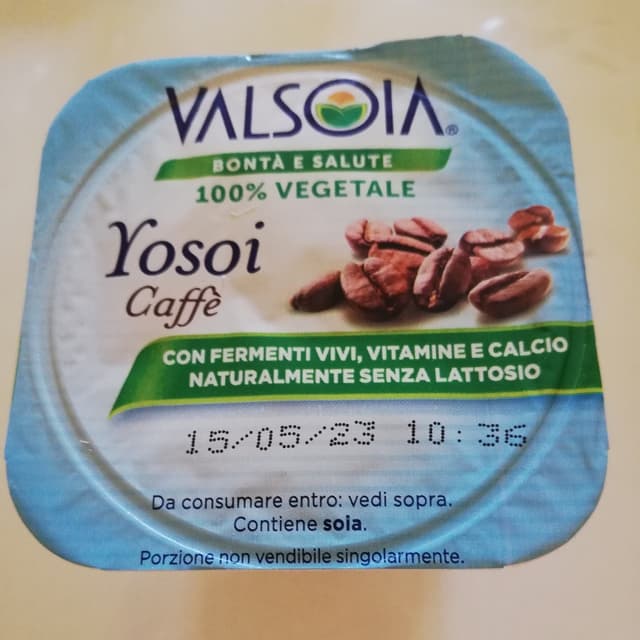 VALSOIA®
BONTÀ E SALUTE
100% VEGETALE
Yosoi
Caffè
CON FERMENTI VIVI, VITAMINE E CALCIO
NATURALMENTE SENZA LATTOSIO
15/05/23 10:36
Da consumare entro: vedi sopra.
Contiene soia.
Porzione non vendibile singolarmente.